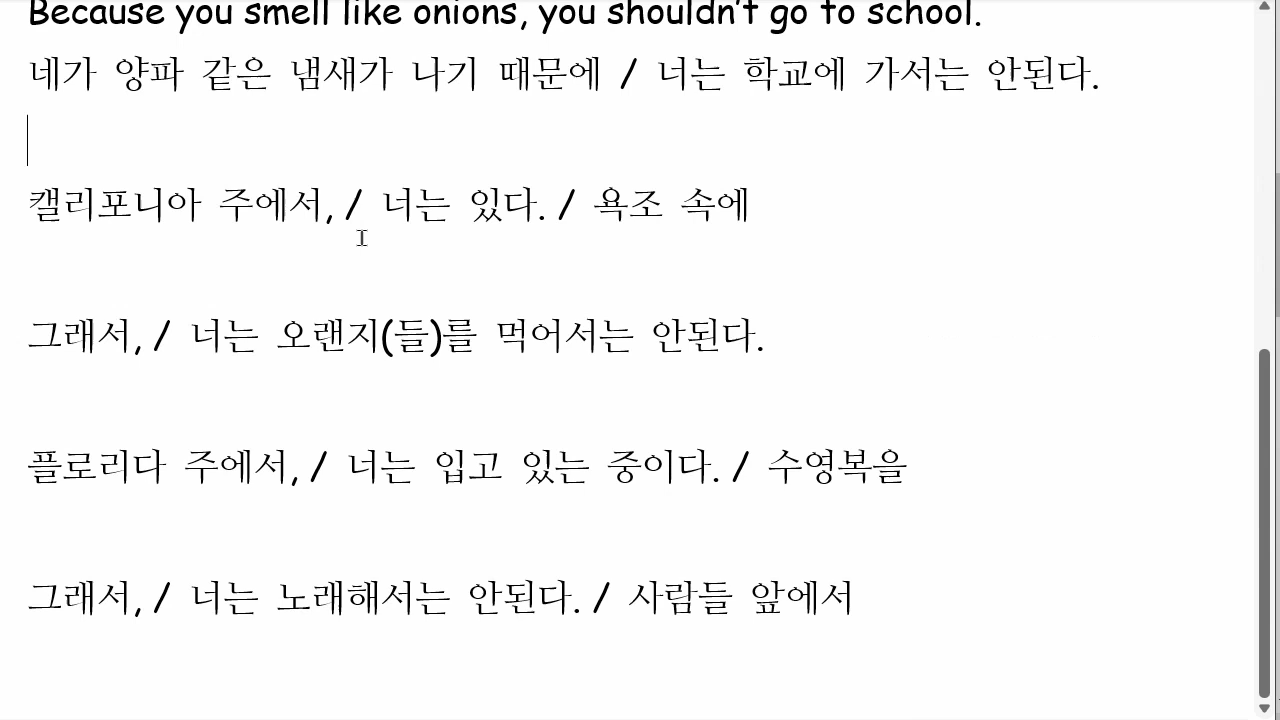 Because you smell like onions, you shouldn't go to school.
네가 양파 같은 냄새가 나기 때문에 / 너는 학교에 가서는 안된다.
캘리포니아 주에서, / 너는 있다. / 욕조 속에
그래서, / 너는 오랜지(들)를 먹어서는 안된다.
플로리다 주에서, / 너는 입고 있는 중이다. / 수영복을
그래서, / 너는 노래해서는 안된다. / 사람들 앞에서